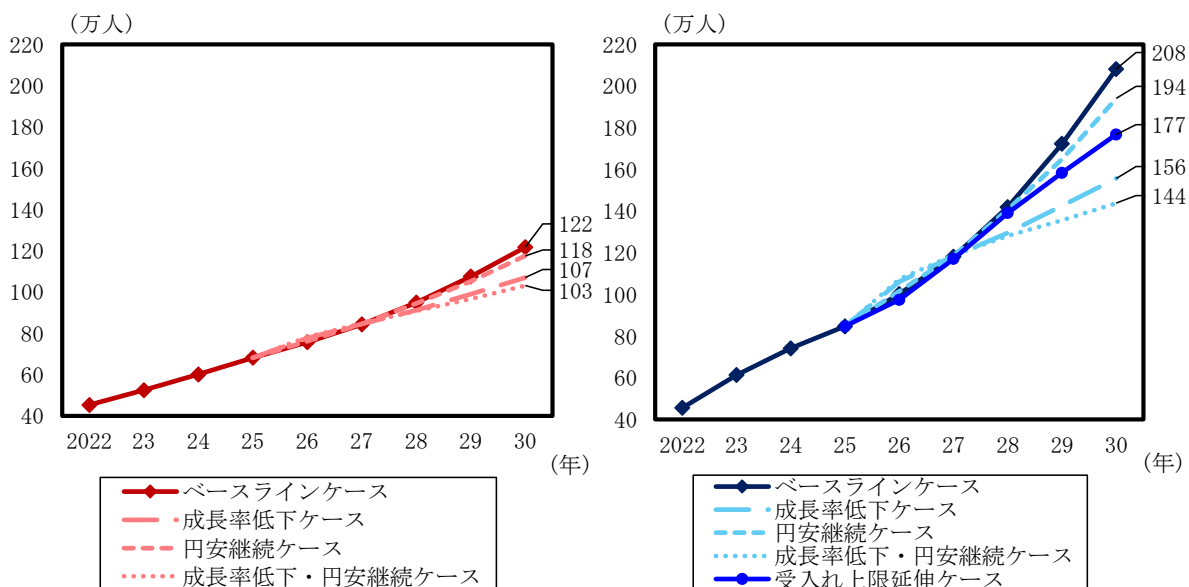 (万人)
220
200
180
160
140
120
100
80
60
40
122
118
107
103
2022 23 24 25 26 27 28 29 30
(年)
ベースラインケース
成長率低下ケース
円安継続ケース
成長率低下・円安継続ケース
(万人)
220
200
180
160
140
120
100
80
60
40
208
194
177
156
144
2022 23 24 25 26 27 28 29 30
(年)
ベースラインケース
成長率低下ケース
円安継続ケース
成長率低下・円安継続ケース
受入れ上限延伸ケース